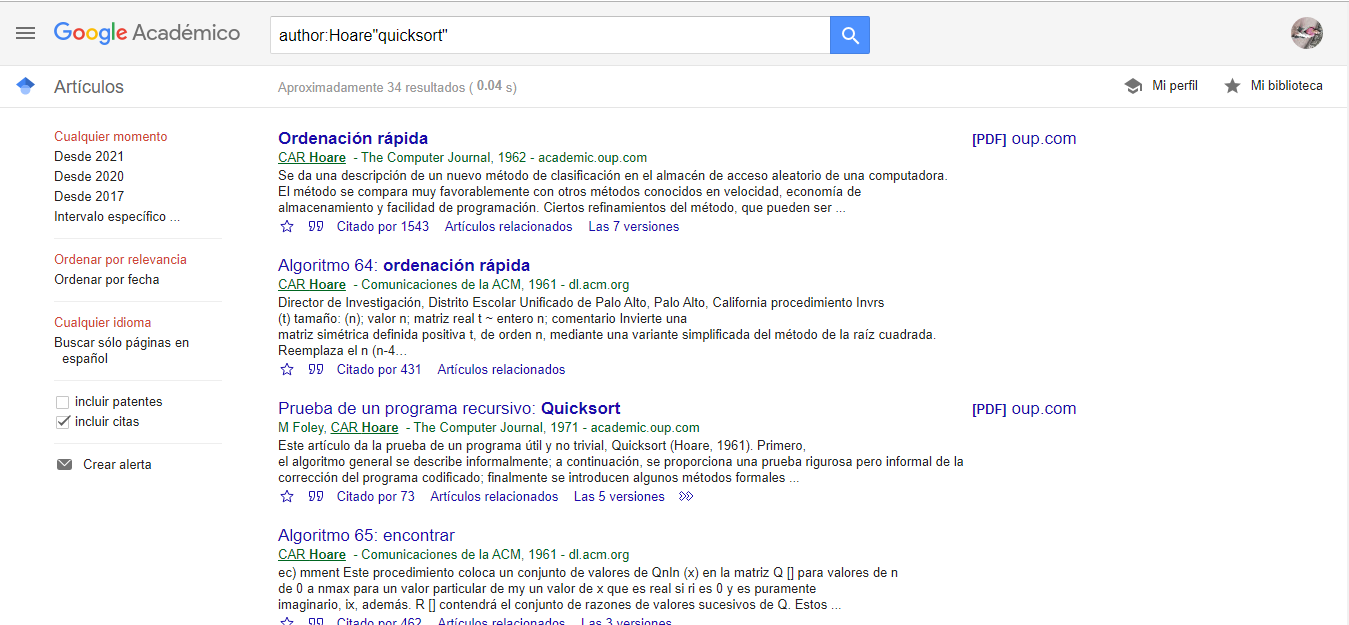 Google Académico
author:Hoare"quicksort"
Artículos
Aproximadamente 34 resultados ( 0.04 s)
Mi perfil
Mi biblioteca
Cualquier momento
Desde 2021
Desde 2020
Desde 2017
Intervalo específico ...
Ordenar por relevancia
Ordenar por fecha
Cualquier idioma
Buscar sólo páginas en
español
incluir patentes
incluir citas
Crear alerta
Ordenación rápida
[PDF] oup.com
CAR Hoare - The Computer Journal, 1962 - academic.oup.com
Se da una descripción de un nuevo método de clasificación en el almacén de acceso aleatorio de una computadora.
El método se compara muy favorablemente con otros métodos conocidos en velocidad, economía de
almacenamiento y facilidad de programación. Ciertos refinamientos del método, que pueden ser ...
Citado por 1543 Artículos relacionados Las 7 versiones
Algoritmo 64: ordenación rápida
CAR Hoare - Comunicaciones de la ACM, 1961 - dl.acm.org
Director de Investigación, Distrito Escolar Unificado de Palo Alto, Palo Alto, California procedimiento Invrs
(t) tamaño: (n); valor n; matriz real t ~ entero n; comentario Invierte una
matriz simétrica definida positiva t, de orden n, mediante una variante simplificada del método de la raíz cuadrada.
Reemplaza el n (n-4…
Citado por 431 Artículos relacionados
Prueba de un programa recursivo: Quicksort
[PDF] oup.com
M Foley, CAR Hoare - The Computer Journal, 1971 - academic.oup.com
Este artículo da la prueba de un programa útil y no trivial, Quicksort (Hoare, 1961). Primero,
el algoritmo general se describe informalmente; a continuación, se proporciona una prueba rigurosa pero informal de la
corrección del programa codificado; finalmente se introducen algunos métodos formales ...
Citado por 73 Artículos relacionados Las 5 versiones
Algoritmo 65: encontrar
CAR Hoare - Comunicaciones de la ACM, 1961 - dl.acm.org
ec) mment Este procedimiento coloca un conjunto de valores de QnIn (x) en la matriz Q [] para valores de n
de 0 a nmax para un valor particular de my un valor de x que es real si ri es 0 y es puramente
imaginario, ix, además. R [] contendrá el conjunto de razones de valores sucesivos de Q. Estos ...
Citado por 462 Artículos relacionados Las 3 versiones